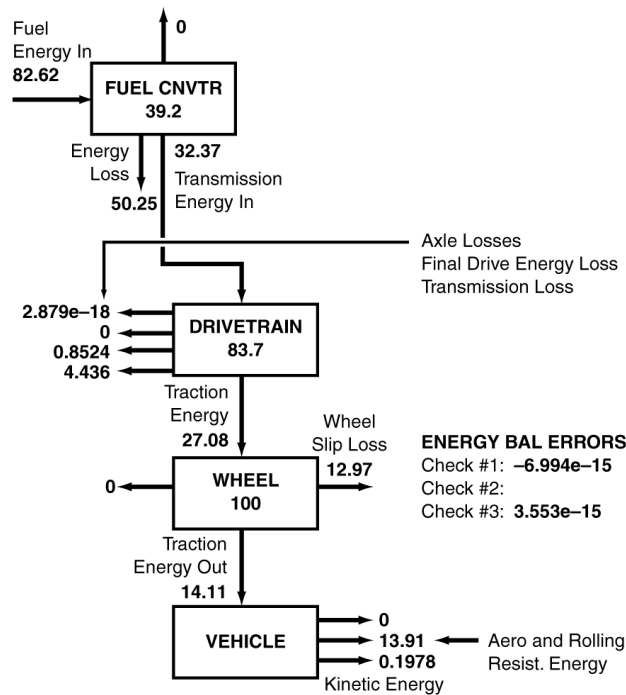 Fuel
Energy In
82.62
0
FUEL CNVTR
39.2
Energy
Loss
50.25
32.37
Transmission
Energy In
Axle Losses
Final Drive Energy Loss
Transmission Loss
2.879e–18
0
0.8524
4.436
DRIVETRAIN
83.7
Traction
Energy
27.08
Wheel
Slip Loss
12.97
ENERGY BAL ERRORS
Check #1: –6.994e–15
Check #2:
Check #3: 3.553e–15
0
WHEEL
100
Traction
Energy Out
14.11
VEHICLE
0
13.91
0.1978
Kinetic Energy
Aero and Rolling
Resist. Energy